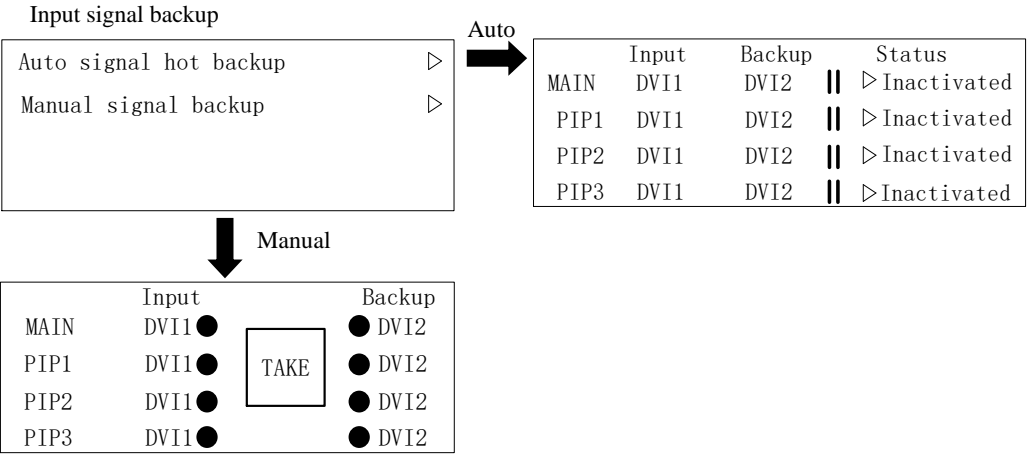 Input signal backup
Auto signal hot backup
Manual signal backup
Auto
Input Backup Status
MAIN DVI1 DVI2 Inactivated
PIP1 DVI1 DVI2 Inactivated
PIP2 DVI1 DVI2 Inactivated
PIP3 DVI1 DVI2 Inactivated
Manual
Input Backup
MAIN DVI1 DVI2
PIP1 DVI1 TAKE DVI2
PIP2 DVI1 DVI2
PIP3 DVI1 DVI2